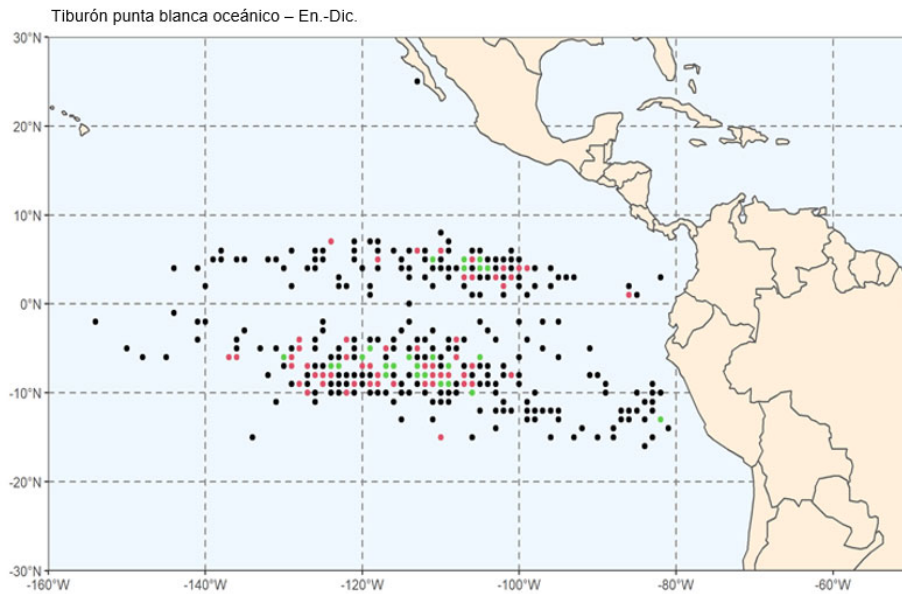 Tiburón punta blanca oceánico – En.-Dic.
30°N
20°N
10°N
0°N
-10°N
-20°N
-30°N
-160°W
-140°W
-120°W
-100°W
-80°W
-60°W